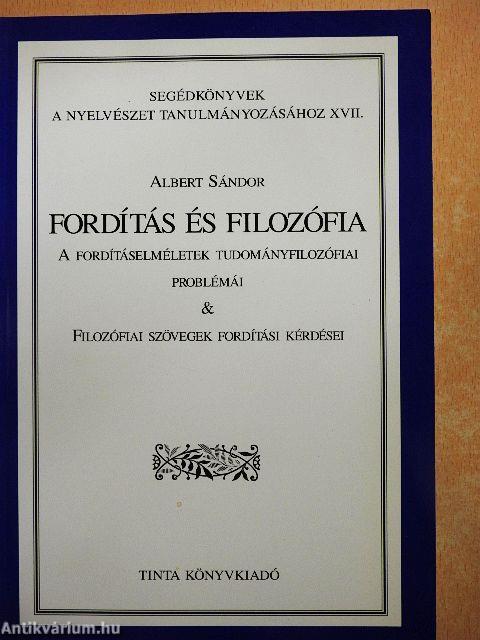 SEGÉDKÖNYVEK
A NYELVÉSZET TANULMÁNYOZÁSÁHOZ XVII.
ALBERT SÁNDOR
FORDÍTÁS ÉS FILOZÓFIA
A FORDÍTÁSELMÉLETEK TUDOMÁNYFILOZÓFIAI
PROBLÉMÁI
&
FILOZÓFIAI SZÖVEGEK FORDÍTÁSI KÉRDÉSEI
TINTA KÖNYVKIADÓ
Antikvárium.hu